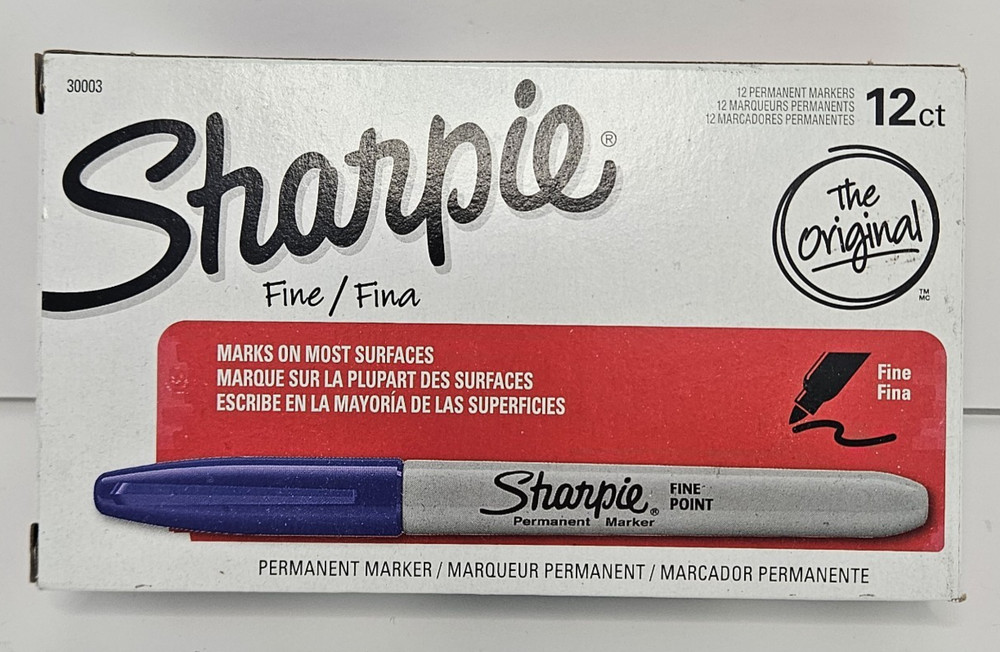 30003
12 PERMANENT MARKERS
12 MARQUEURS PERMANENTS
12 MARCADORES PERMANENTES
12ct
Sharpie®
Fine / Fina
The
Original
TM
MC
MARKS ON MOST SURFACES
MARQUE SUR LA PLUPART DES SURFACES
ESCRIBE EN LA MAYORÍA DE LAS SUPERFICIES
Fine
Fina
Sharpie®
Permanent Marker
FINE
POINT
PERMANENT MARKER / MARQUEUR PERMANENT / MARCADOR PERMANENTE